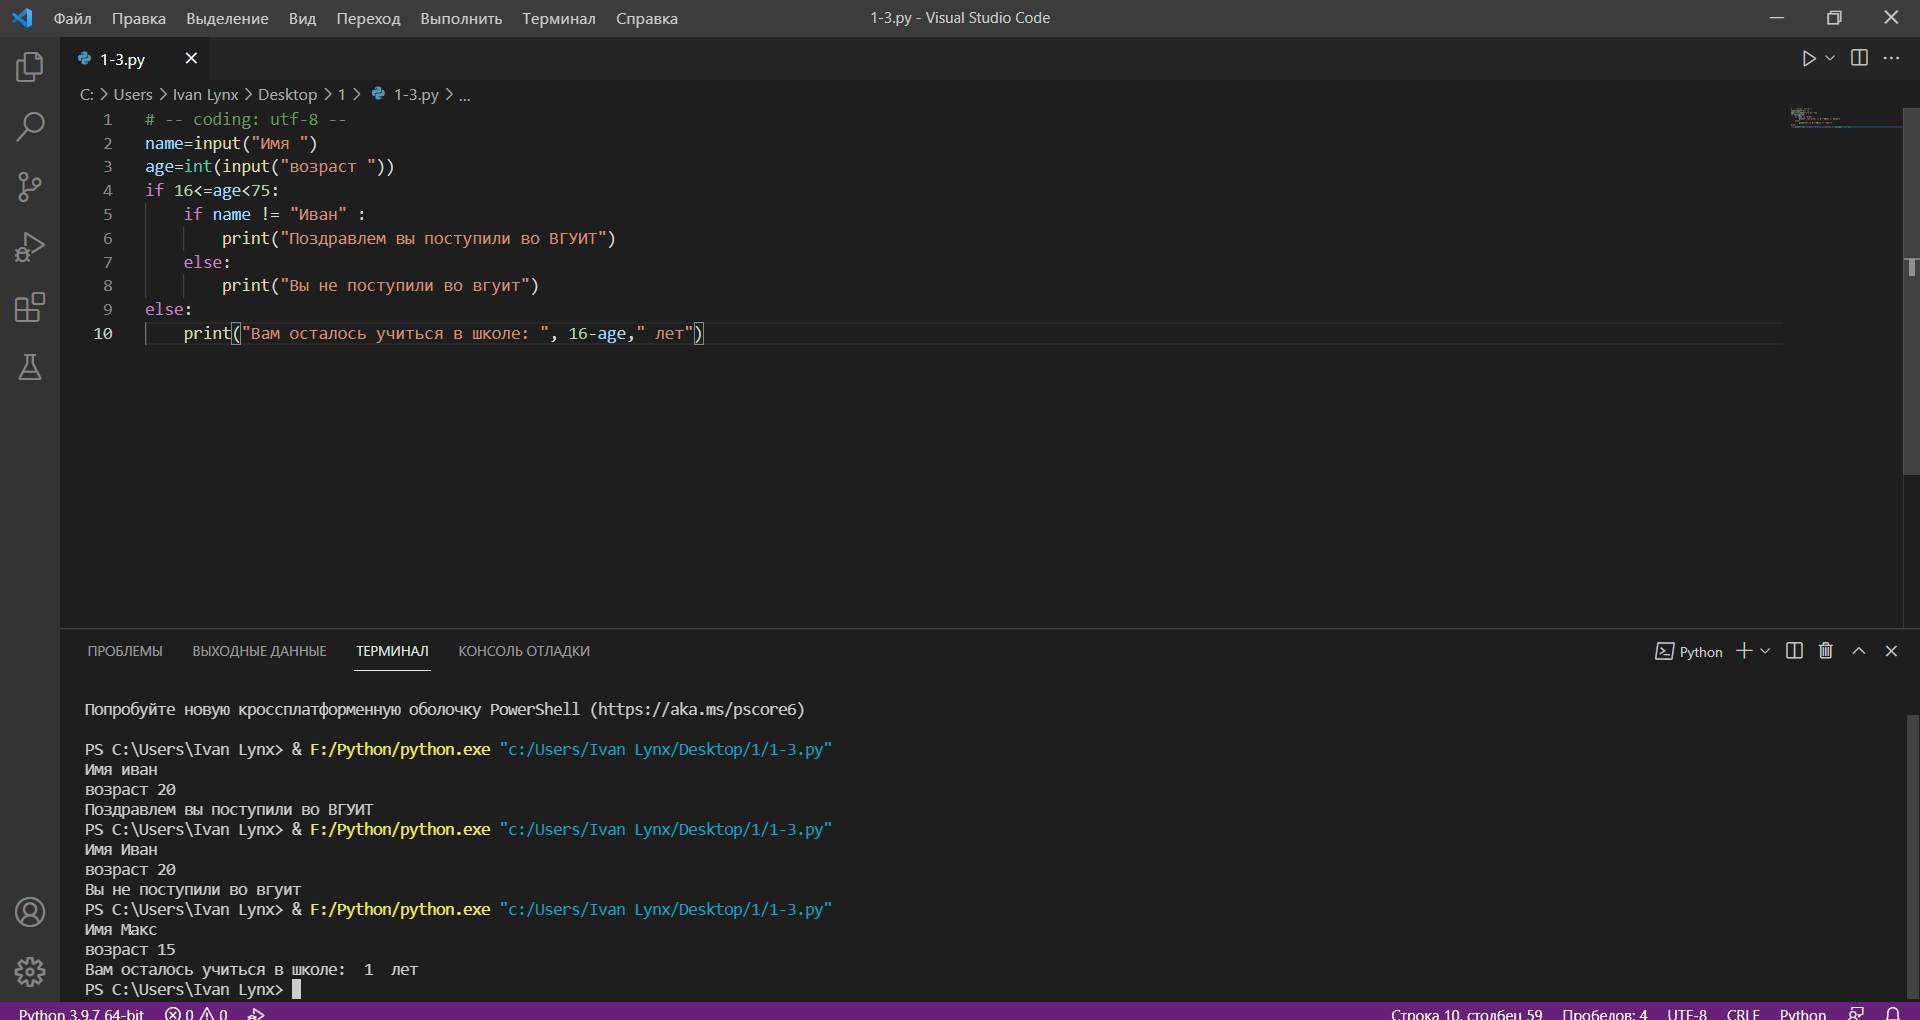 Файл Правка Выделение Вид Переход Выполнить Терминал Справка 1-3.py - Visual Studio Code
1-3.py
C: > Users > Ivan Lynx > Desktop > 1 > 1-3.py > ...
1 # -- coding: utf-8 --
2 name=input("Имя ")
3 age=int(input("возраст "))
4 if 16<=age<75:
5     if name != "Иван" :
6         print("Поздравлем вы поступили во ВГУИТ")
7     else:
8         print("Вы не поступили во вгуит")
9 else:
10     print("Вам осталось учиться в школе: ", 16-age," лет")
ПРОБЛЕМЫ ВЫХОДНЫЕ ДАННЫЕ ТЕРМИНАЛ КОНСОЛЬ ОТЛАДКИ Python
Попробуйте новую кроссплатформенную оболочку PowerShell (https://aka.ms/pscore6)
PS C:\Users\Ivan Lynx> & F:/Python/python.exe "c:/Users/Ivan Lynx/Desktop/1/1-3.py"
Имя иван
возраст 20
Поздравлем вы поступили во ВГУИТ
PS C:\Users\Ivan Lynx> & F:/Python/python.exe "c:/Users/Ivan Lynx/Desktop/1/1-3.py"
Имя Иван
возраст 20
Вы не поступили во вгуит
PS C:\Users\Ivan Lynx> & F:/Python/python.exe "c:/Users/Ivan Lynx/Desktop/1/1-3.py"
Имя Макс
возраст 15
Вам осталось учиться в школе:  1  лет
PS C:\Users\Ivan Lynx>
Python 3.9.7 64-bit 0 0 Строка 10, столбец 59 Пробелов: 4 UTF-8 CRLF Python